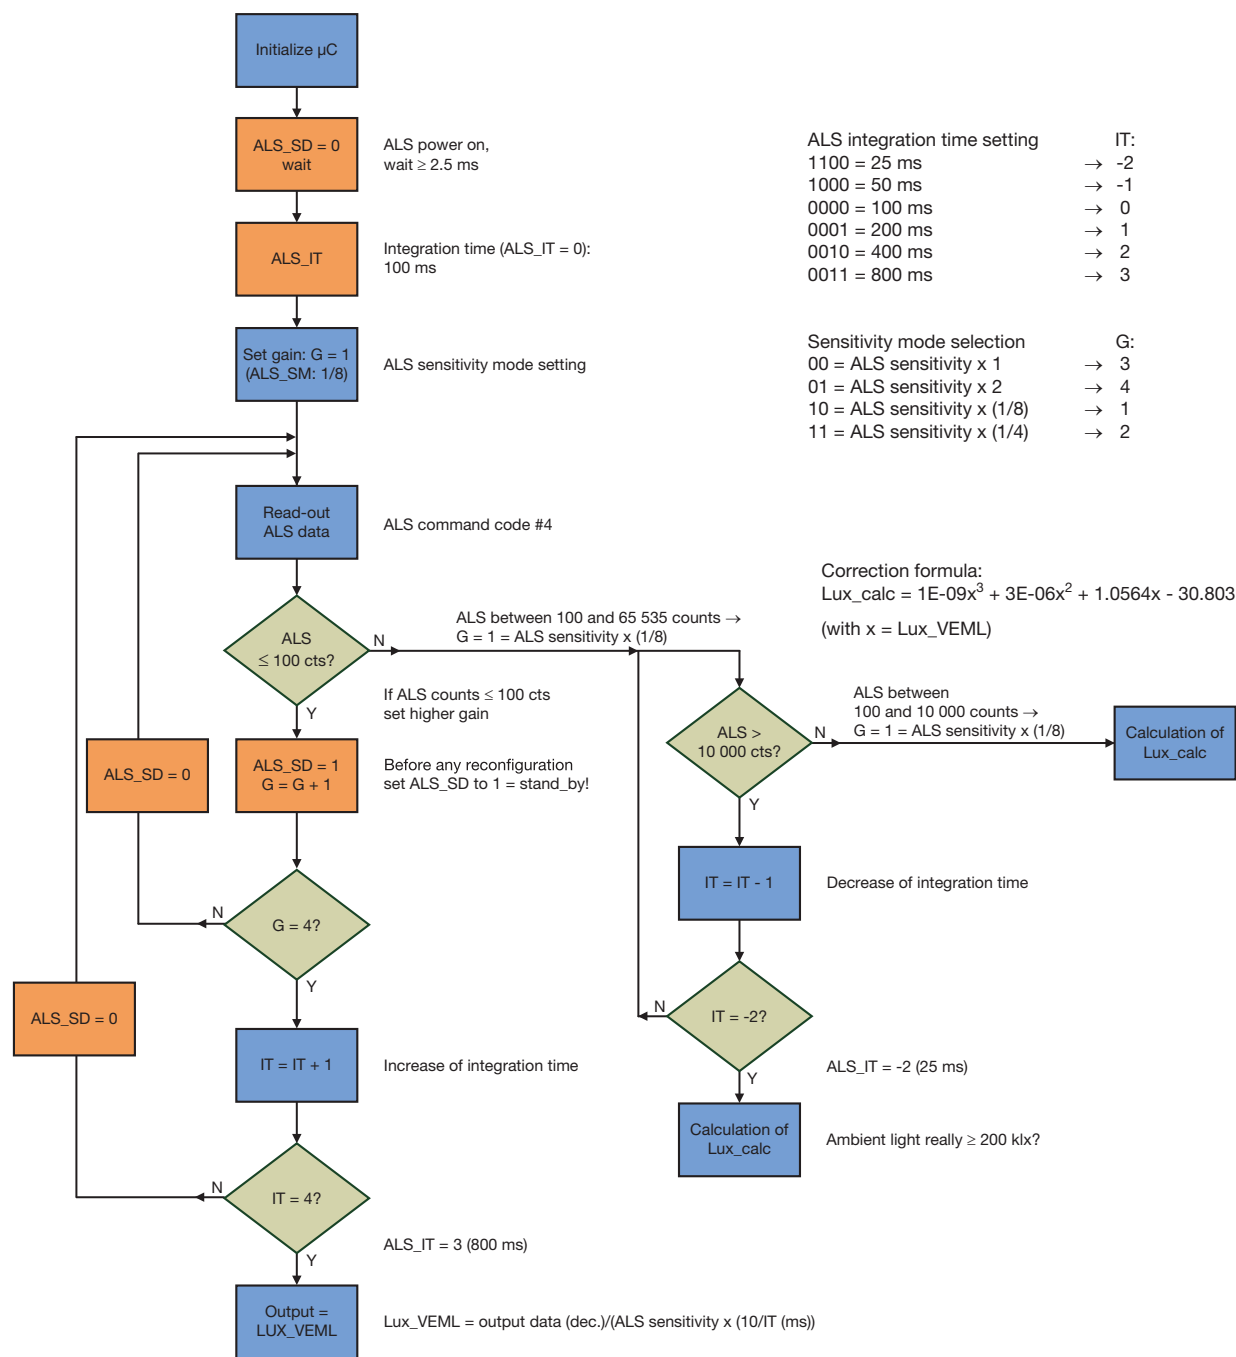 Initialize µC
ALS_SD = 0
wait
ALS power on,
wait ≥ 2.5 ms
ALS_IT
Integration time (ALS_IT = 0):
100 ms
Set gain: G = 1
(ALS_SM: 1/8)
ALS sensitivity mode setting
ALS integration time setting IT:
1100 = 25 ms → -2
1000 = 50 ms → -1
0000 = 100 ms → 0
0001 = 200 ms → 1
0010 = 400 ms → 2
0011 = 800 ms → 3
Sensitivity mode selection G:
00 = ALS sensitivity x 1 → 3
01 = ALS sensitivity x 2 → 4
10 = ALS sensitivity x (1/8) → 1
11 = ALS sensitivity x (1/4) → 2
Read-out
ALS data
ALS command code #4
Correction formula:
Lux_calc = 1E-09x³ + 3E-06x² + 1.0564x - 30.803
(with x = Lux_VEML)
ALS
≤ 100 cts?
N
Y
ALS between 100 and 65 535 counts →
G = 1 = ALS sensitivity x (1/8)
If ALS counts ≤ 100 cts
set higher gain
ALS >
10 000 cts?
N
Y
ALS between
100 and 10 000 counts →
G = 1 = ALS sensitivity x (1/8)
Calculation of
Lux_calc
ALS_SD = 0
ALS_SD = 1
G = G + 1
Before any reconfiguration
set ALS_SD to 1 = stand_by!
IT = IT - 1
Decrease of integration time
G = 4?
N
Y
IT = -2?
N
Y
ALS_IT = -2 (25 ms)
ALS_SD = 0
IT = IT + 1
Increase of integration time
Calculation of
Lux_calc
Ambient light really ≥ 200 klx?
IT = 4?
N
Y
ALS_IT = 3 (800 ms)
Output =
LUX_VEML
Lux_VEML = output data (dec.)/(ALS sensitivity x (10/IT (ms))